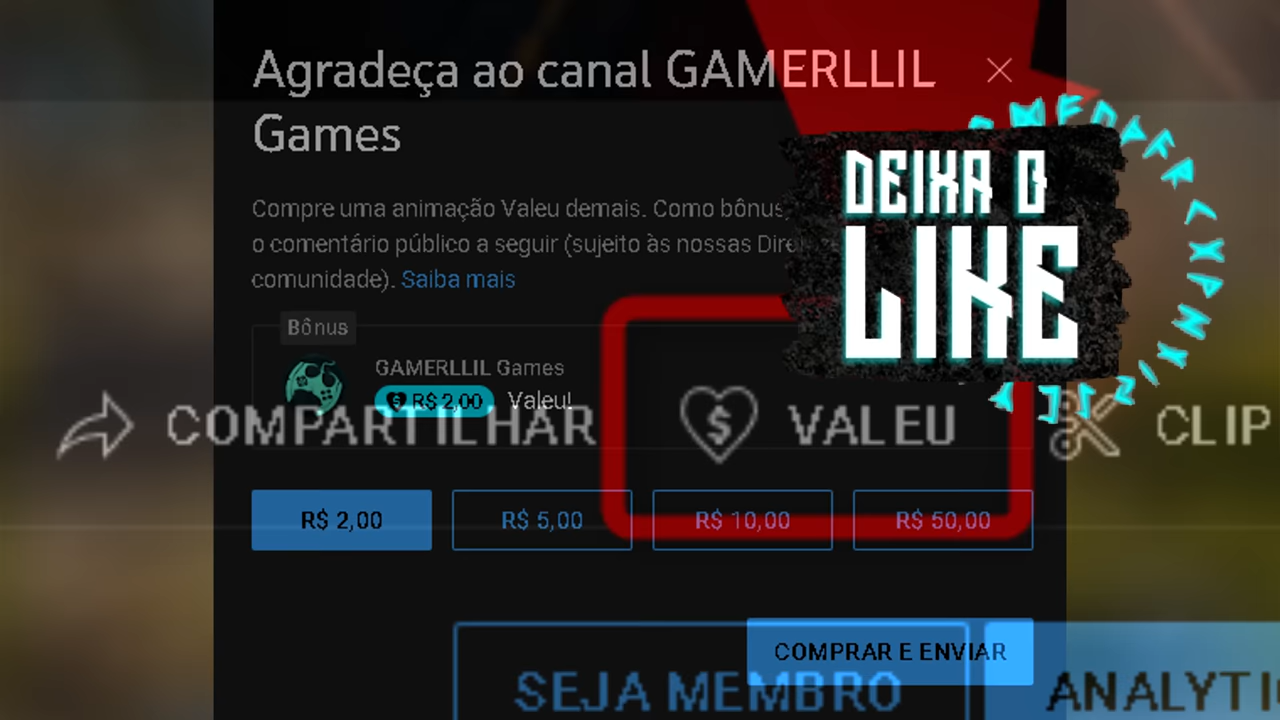 Agradeça ao canal GAMERLLIL
Games
Compre uma animação Valeu demais. Como bônus,
o comentário público a seguir (sujeito às nossas
comunidade). Saiba mais
DEIXA O
LIKE
Bônus
GAMERLLIL Games
R$ 2,00 Valeu!
COMPARTILHAR VALEU CLIP
R$ 2,00 R$ 5,00 R$ 10,00 R$ 50,00
COMPRAR E ENVIAR
SEJA MEMBRO